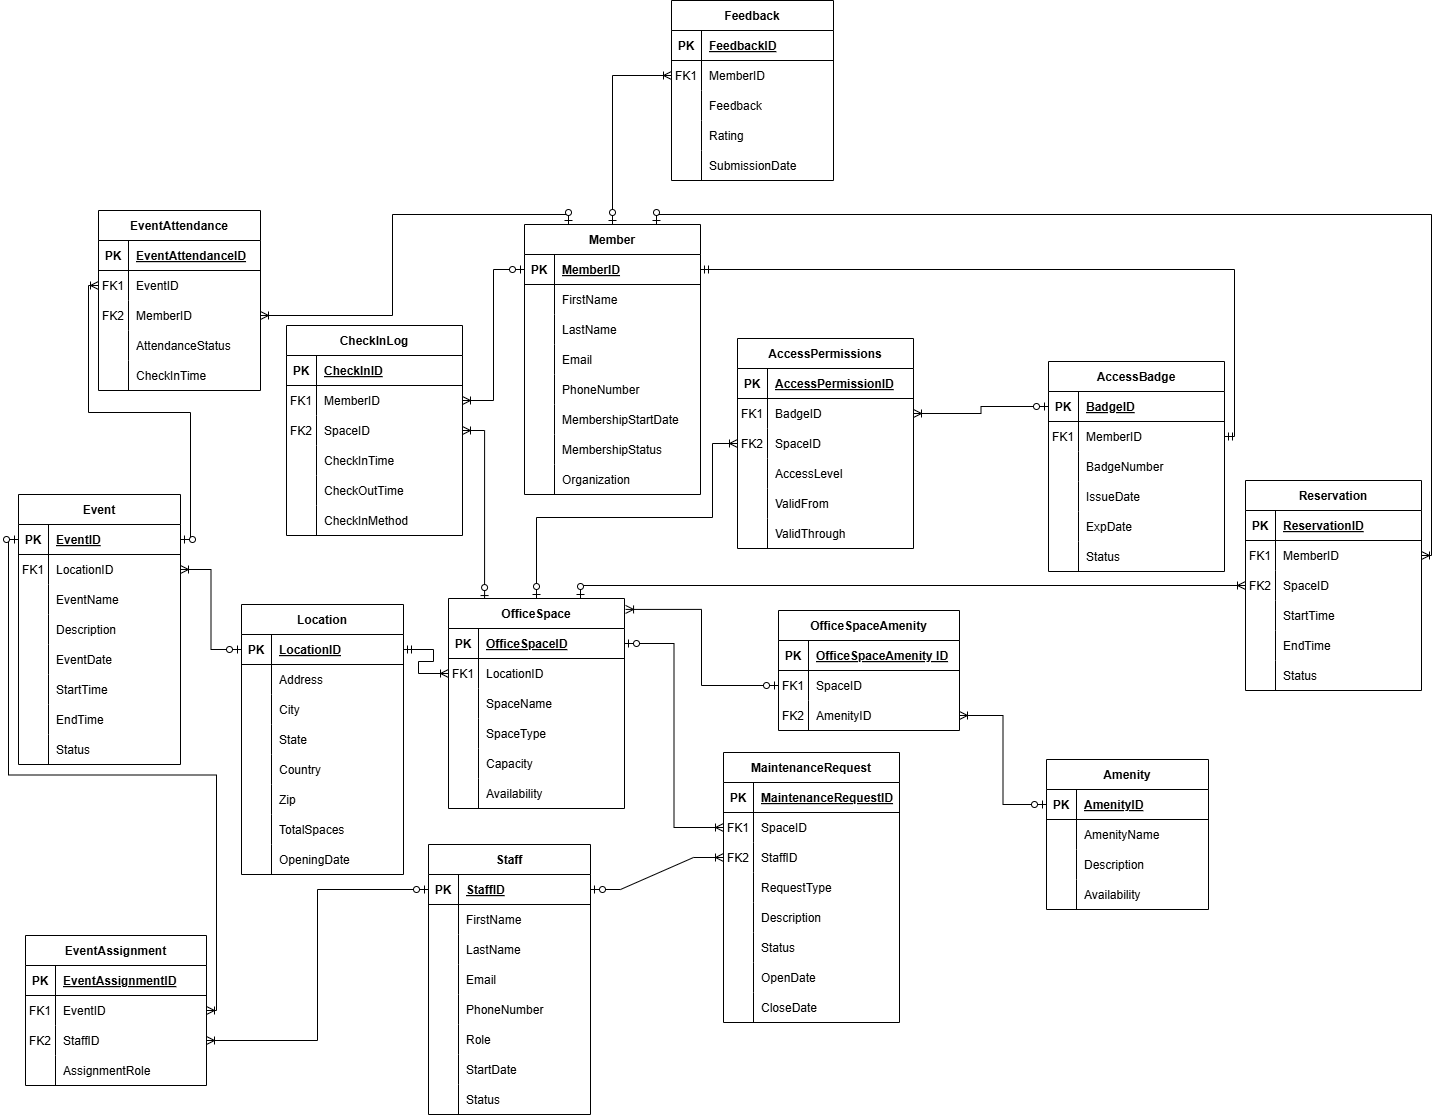 Feedback
PK FeedbackID
FK1 MemberID
Feedback
Rating
SubmissionDate
EventAttendance
PK EventAttendanceID
FK1 EventID
FK2 MemberID
AttendanceStatus
CheckInTime
Member
PK MemberID
FirstName
LastName
Email
PhoneNumber
MembershipStartDate
MembershipStatus
Organization
CheckInLog
PK CheckInID
FK1 MemberID
FK2 SpaceID
CheckInTime
CheckOutTime
CheckInMethod
AccessPermissions
PK AccessPermissionID
FK1 BadgeID
FK2 SpaceID
AccessLevel
ValidFrom
ValidThrough
AccessBadge
PK BadgeID
FK1 MemberID
BadgeNumber
IssueDate
ExpDate
Status
Reservation
PK ReservationID
FK1 MemberID
FK2 SpaceID
StartTime
EndTime
Status
Event
PK EventID
FK1 LocationID
EventName
Description
EventDate
StartTime
EndTime
Status
Location
PK LocationID
Address
City
State
Country
Zip
TotalSpaces
OpeningDate
OfficeSpace
PK OfficeSpaceID
FK1 LocationID
SpaceName
SpaceType
Capacity
Availability
OfficeSpaceAmenity
PK OfficeSpaceAmenity ID
FK1 SpaceID
FK2 AmenityID
MaintenanceRequest
PK MaintenanceRequestID
FK1 SpaceID
FK2 StaffID
RequestType
Description
Status
OpenDate
CloseDate
Amenity
PK AmenityID
AmenityName
Description
Availability
Staff
PK StaffID
FirstName
LastName
Email
PhoneNumber
Role
StartDate
Status
EventAssignment
PK EventAssignmentID
FK1 EventID
FK2 StaffID
AssignmentRole